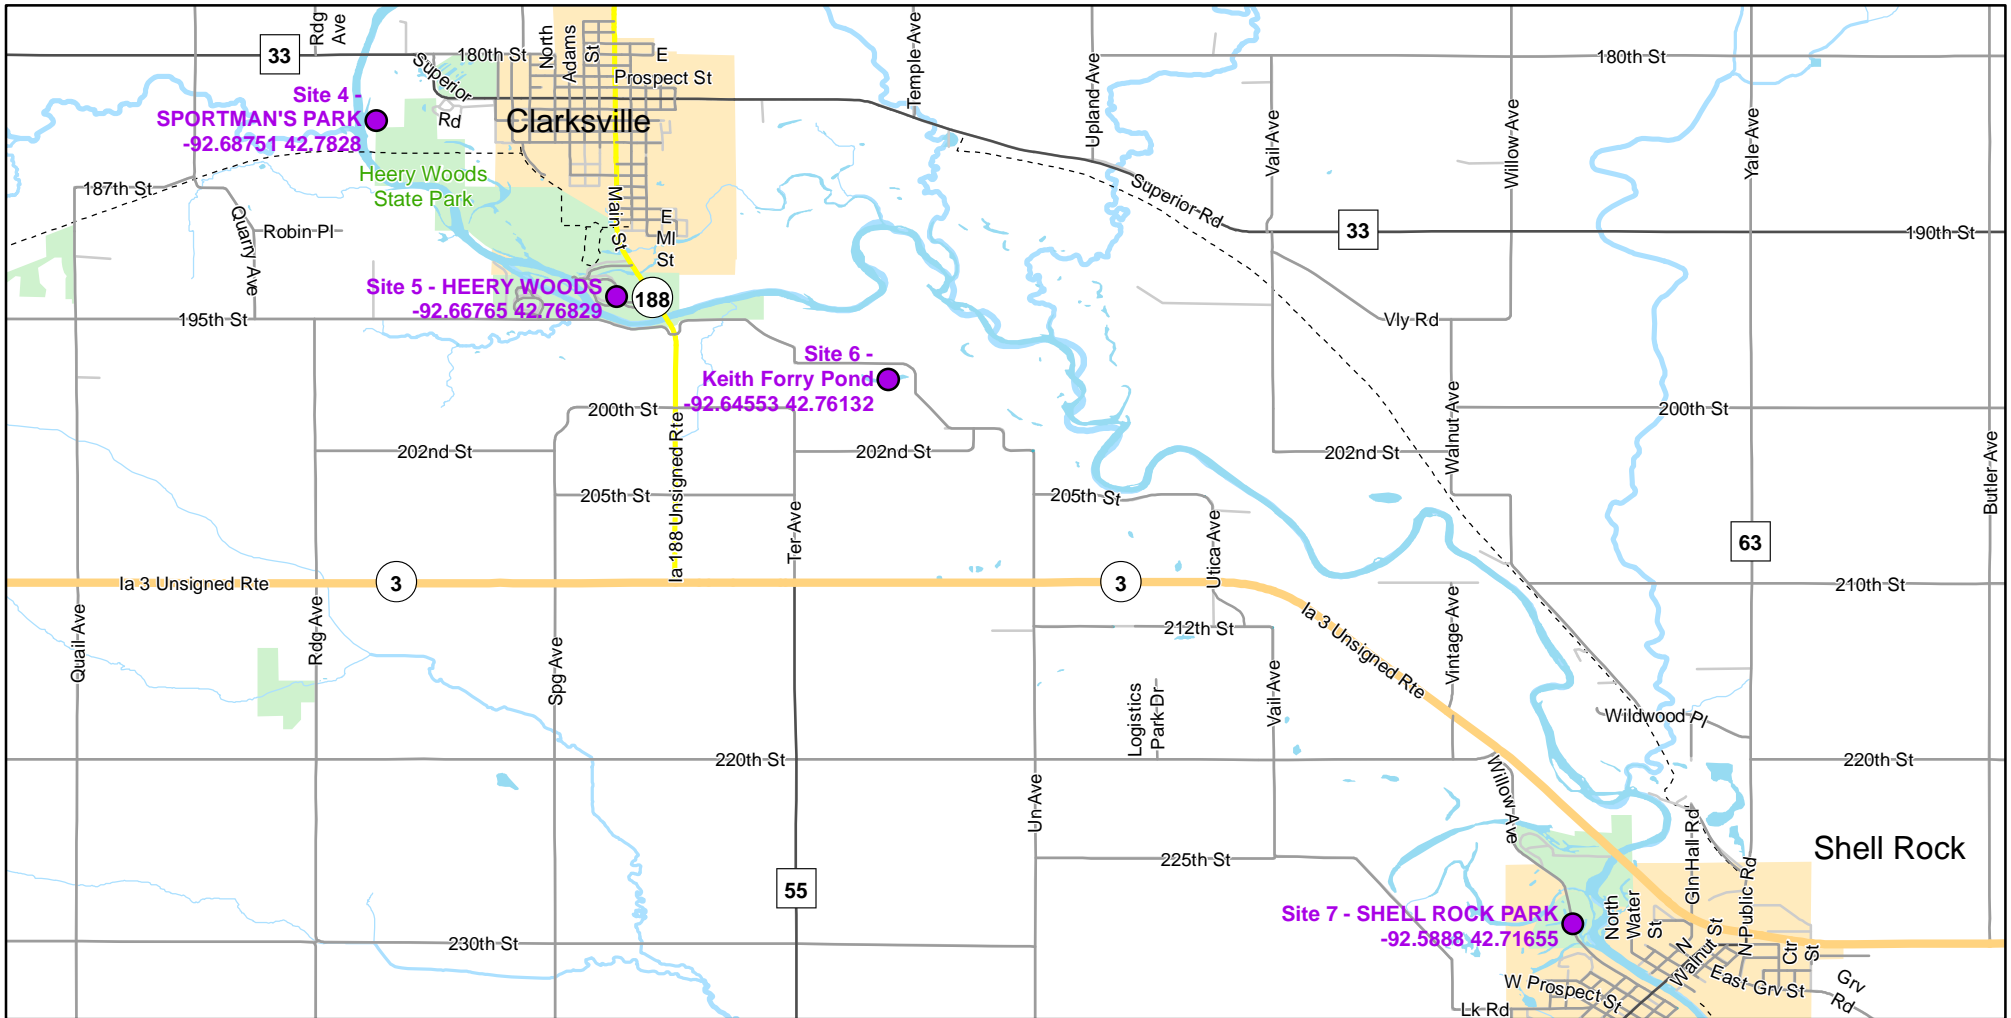 Rdg
Ave
33
180th St
Superior
Rd
North
Adams
St
E
Prospect St
Clarksville
Temple Ave
Upland Ave
Vail Ave
Willow Ave
180th St
Yale Ave
Site 4 -
SPORTMAN'S PARK
-92.68751 42.7828
Heery Woods
State Park
187th St
Quarry Ave
Robin Pl
Main St
E
Ml
St
Superior Rd
33
190th St
Site 5 - HEERY WOODS
-92.66765 42.76829
188
195th St
Vly Rd
Site 6 -
Keith Forry Pond
-92.64553 42.76132
200th St
Ia 188 Unsigned Rte
202nd St
202nd St
202nd St
Walnut Ave
200th St
Butler Ave
205th St
205th St
Ter Ave
Utica Ave
63
Ia 3 Unsigned Rte
3
3
210th St
Quail Ave
Rdg Ave
Spg Ave
212th St
Ia 3 Unsigned Rte
Vintage Ave
Vail Ave
Logistics
Park Dr
Wildwood Pl
220th St
220th St
Willow Ave
Un Ave
225th St
Gln Hall Rd
N Public Rd
Shell Rock
55
Site 7 - SHELL ROCK PARK
-92.5888 42.71655
North
Water
St
N
Walnut St
Ctr
St
230th St
W Prospect St
East Grv St
Grv
Rd
Lk Rd